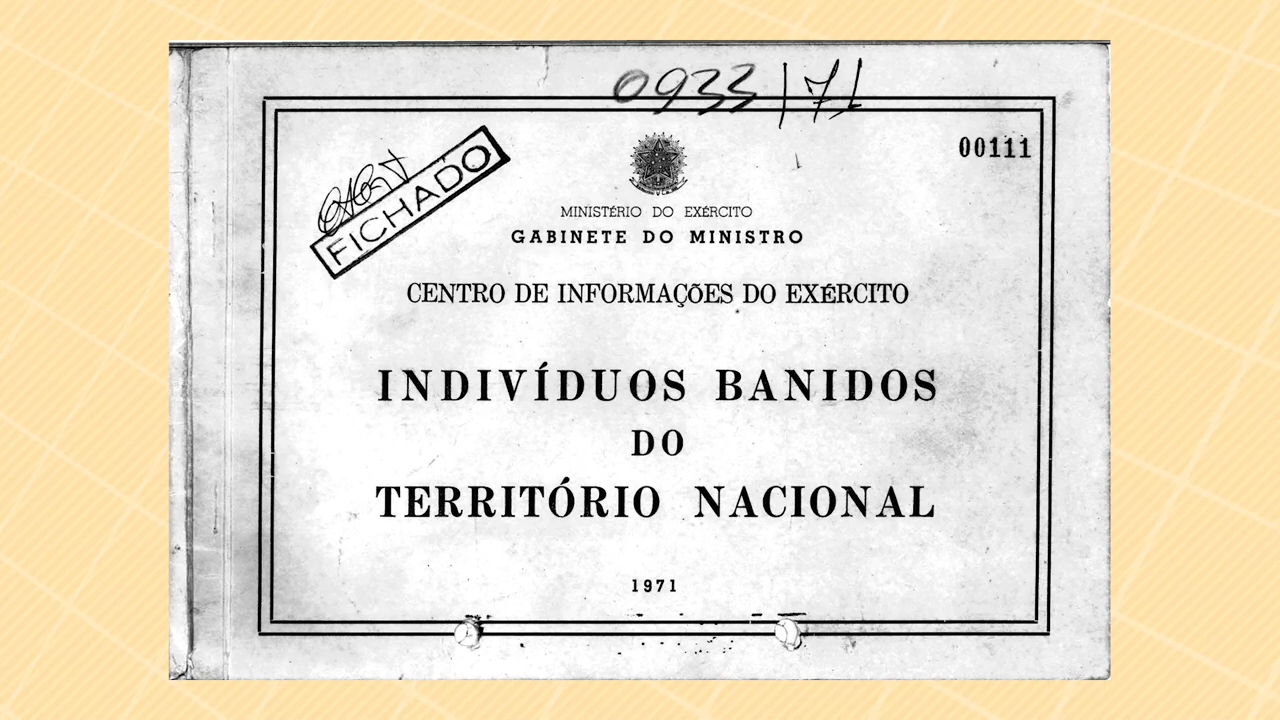 0933/71
00111
FICHADO
MINISTÉRIO DO EXÉRCITO
GABINETE DO MINISTRO
CENTRO DE INFORMAÇÕES DO EXÉRCITO
INDIVÍDUOS BANIDOS
DO
TERRITÓRIO NACIONAL
1971